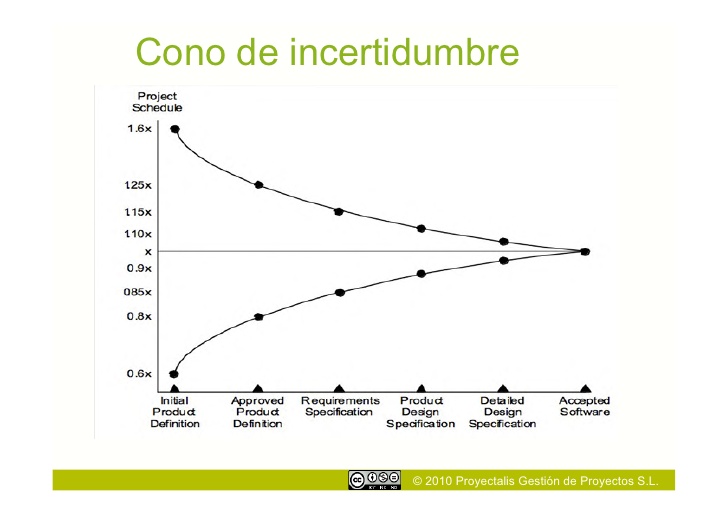 Cono de incertidumbre
Project
Schedule
1.6x
125x
115x
110x
x
0.9x
085x
0.8x
0.6x
Initial
Product
Definition
Approved
Product
Definition
Requirements
Specification
Product
Design
Specification
Detailed
Design
Specification
Accepted
Software
cc
BY NC ND
© 2010 Proyectalis Gestión de Proyectos S.L.